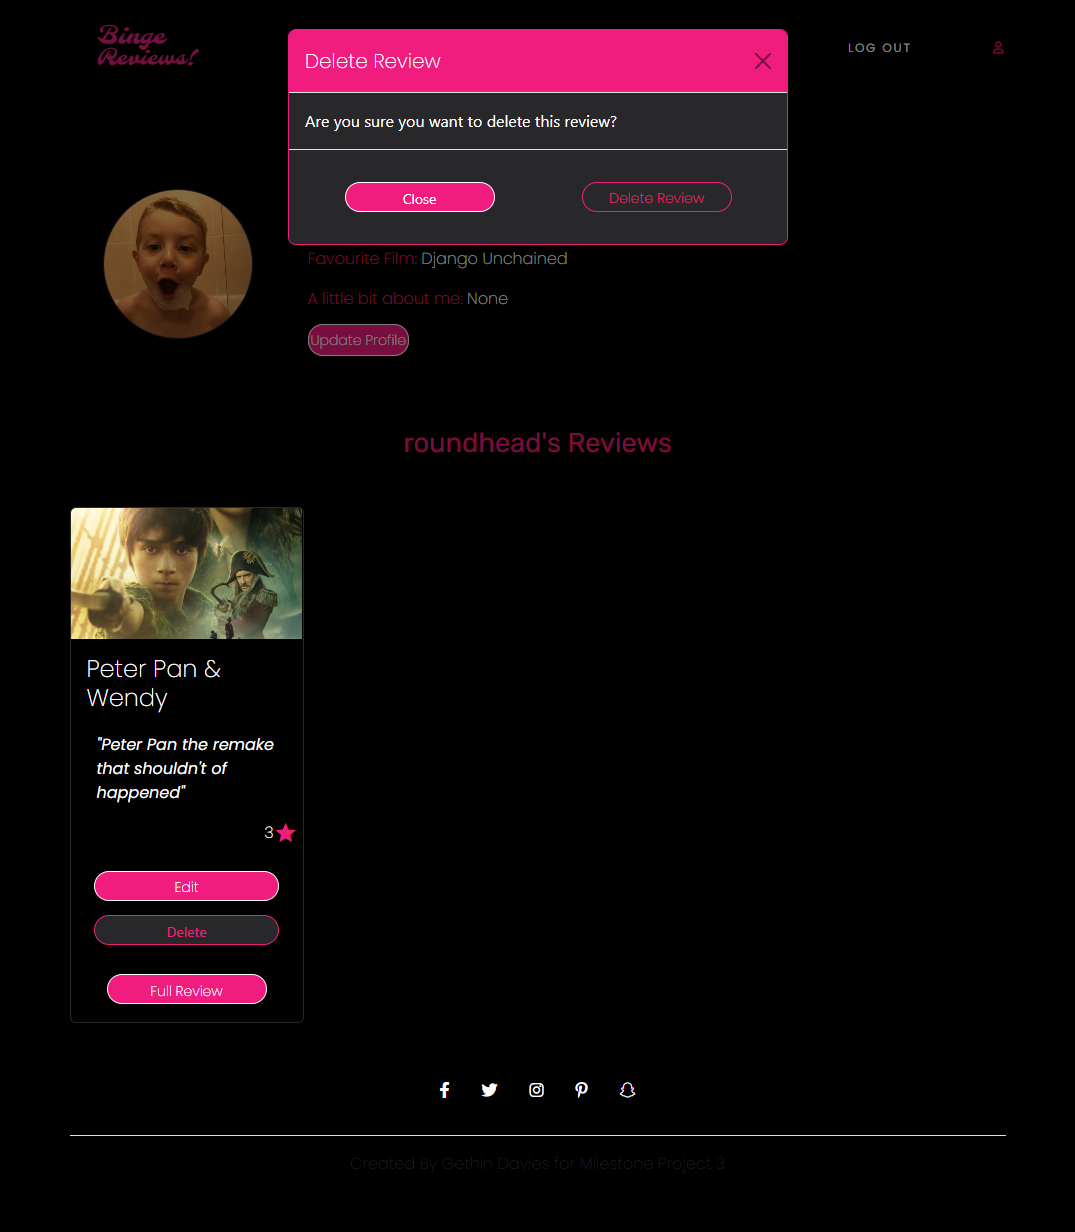 Binge
Reviews!
LOG OUT
Delete Review
Are you sure you want to delete this review?
Close
Delete Review
Favourite Film: Django Unchained
A little bit about me: None
Update Profile
roundhead's Reviews
Peter Pan &
Wendy
"Peter Pan the remake
that shouldn't of
happened"
3
Edit
Delete
Full Review
Created By Gethin Davies for Milestone Project 3